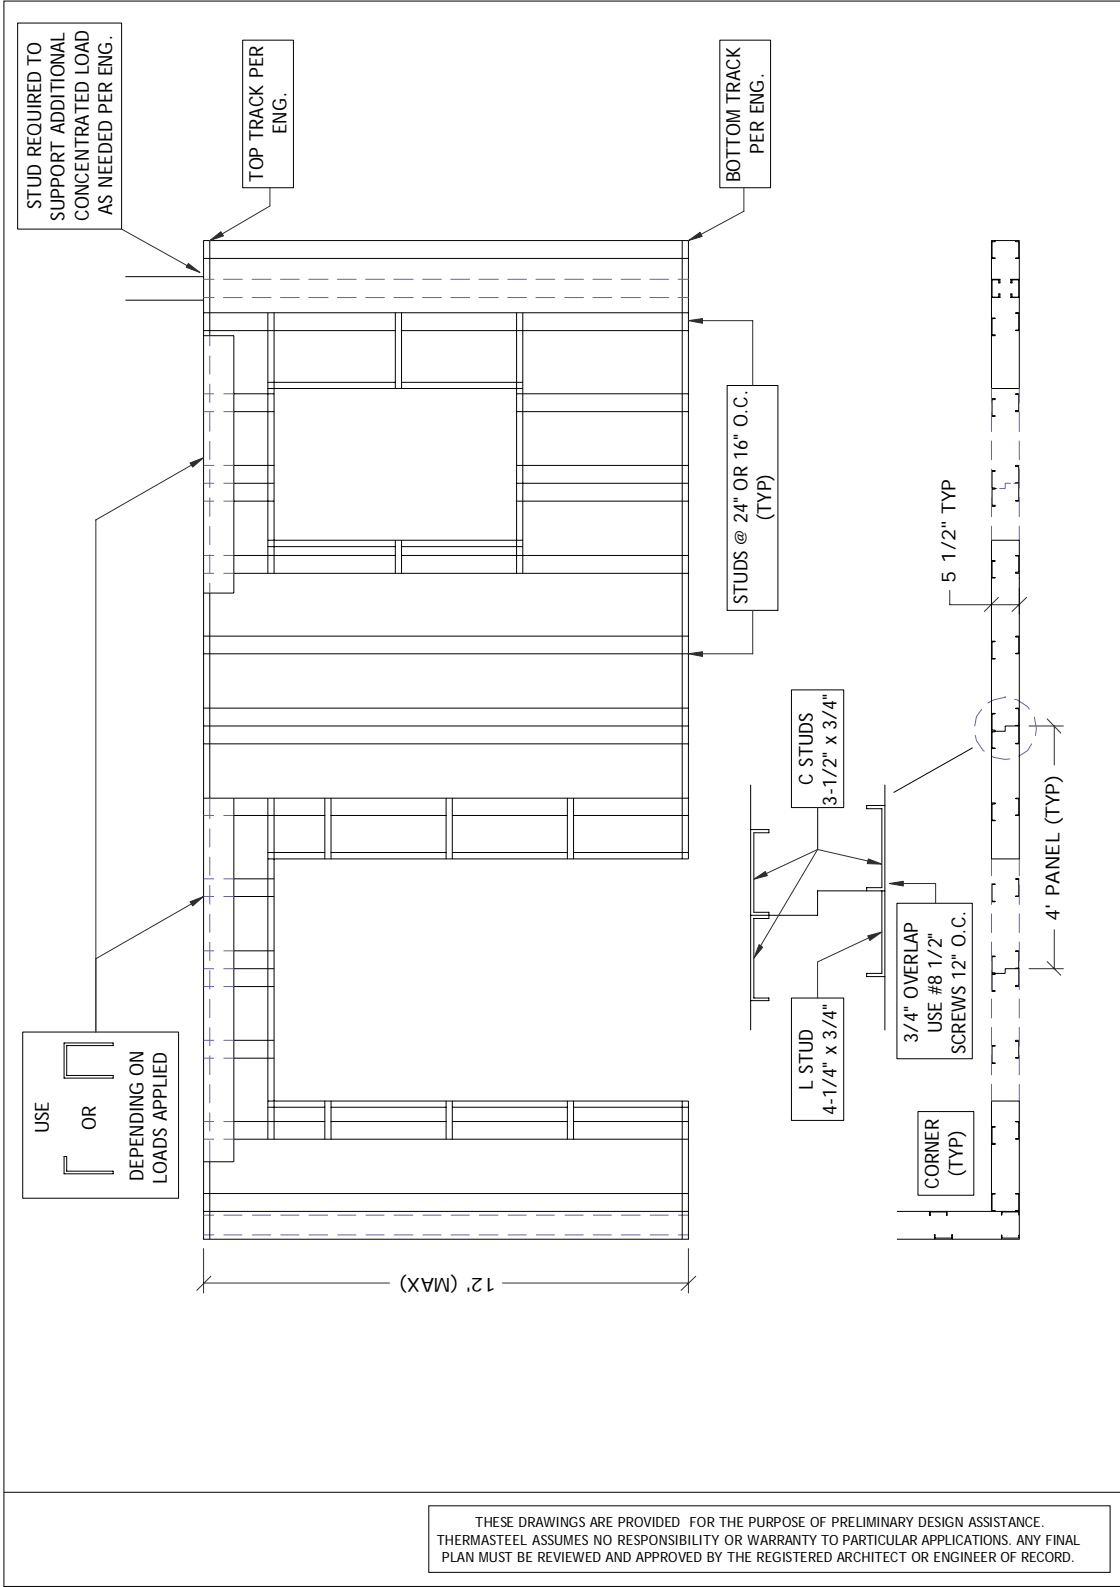 STUD REQUIRED TO
SUPPORT ADDITIONAL
CONCENTRATED LOAD
AS NEEDED PER ENG.
TOP TRACK PER
ENG.
BOTTOM TRACK
PER ENG.
USE
OR
DEPENDING ON
LOADS APPLIED
STUDS @ 24" OR 16" O.C.
(TYP)
12' (MAX)
C STUDS
3-1/2" x 3/4"
L STUD
4-1/4" x 3/4"
3/4" OVERLAP
USE #8 1/2"
SCREWS 12" O.C.
5 1/2" TYP
4' PANEL (TYP)
CORNER
(TYP)
THESE DRAWINGS ARE PROVIDED FOR THE PURPOSE OF PRELIMINARY DESIGN ASSISTANCE.
THERMASTEEL ASSUMES NO RESPONSIBILITY OR WARRANTY TO PARTICULAR APPLICATIONS. ANY FINAL
PLAN MUST BE REVIEWED AND APPROVED BY THE REGISTERED ARCHITECT OR ENGINEER OF RECORD.